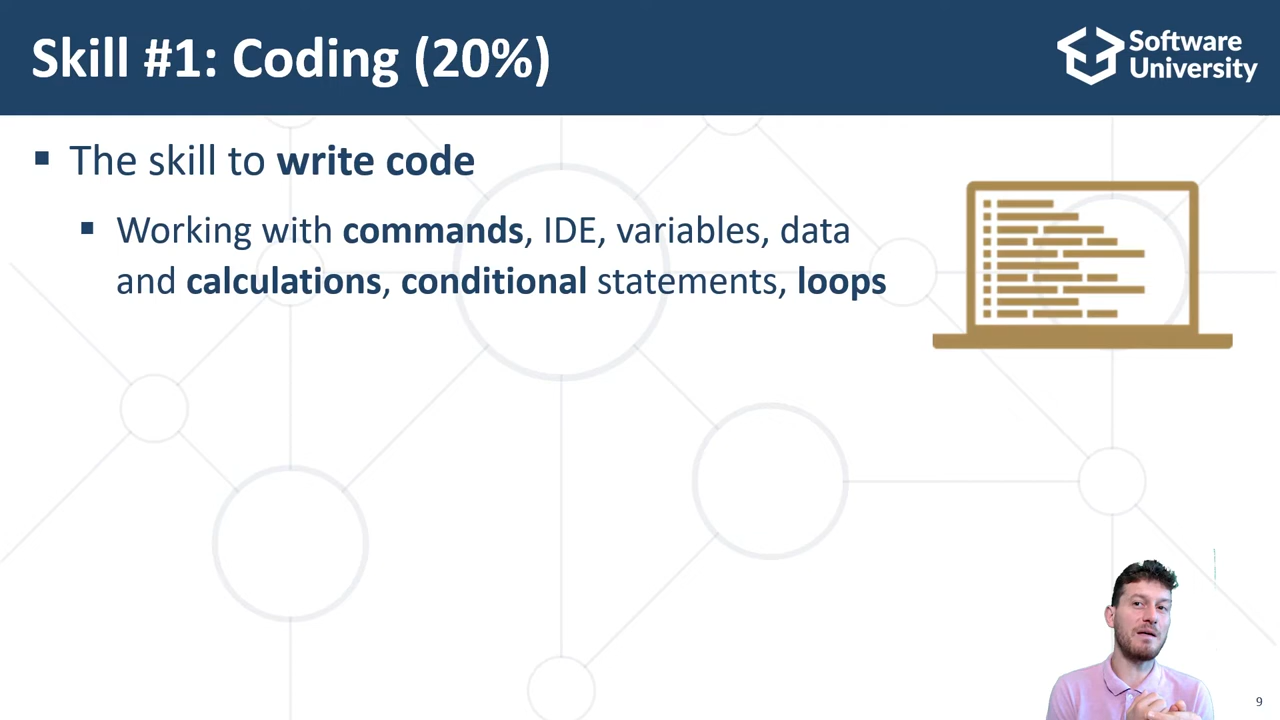 Skill #1: Coding (20%)
Software
University
The skill to write code
Working with commands, IDE, variables, data
and calculations, conditional statements, loops
9